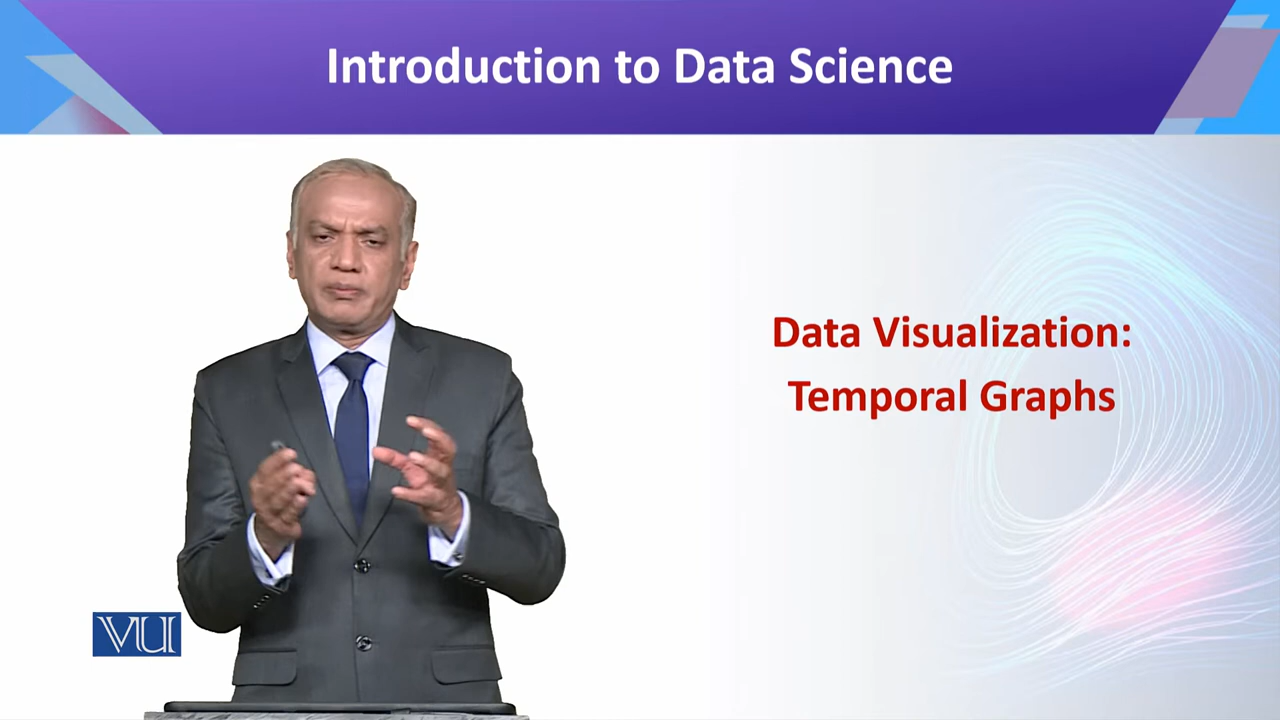 Introduction to Data Science
Data Visualization:
Temporal Graphs
VU